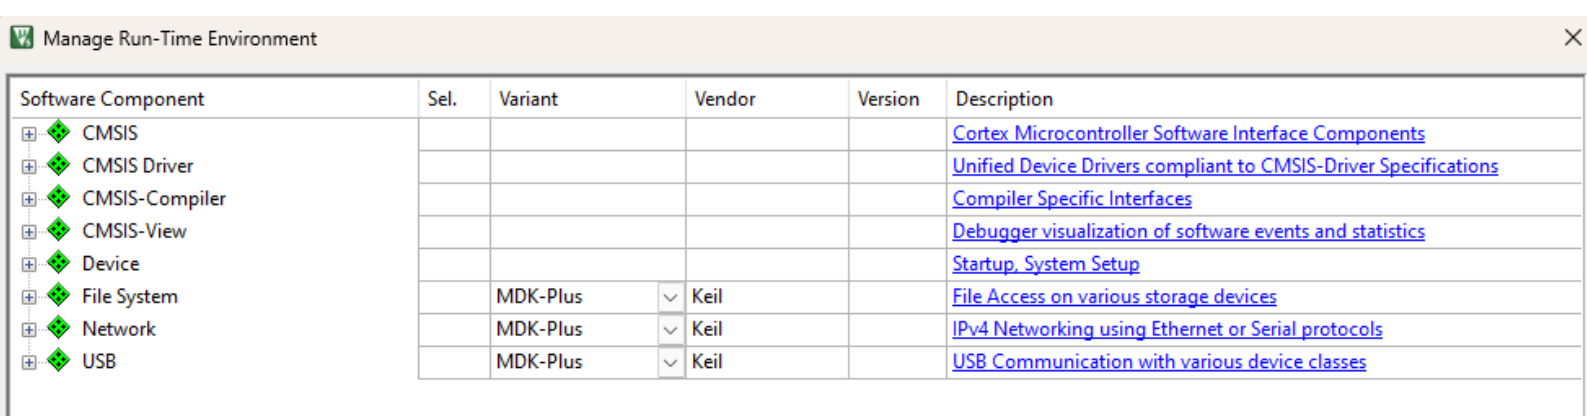 Manage Run-Time Environment
Software Component Sel. Variant Vendor Version Description
CMSIS Cortex Microcontroller Software Interface Components
CMSIS Driver Unified Device Drivers compliant to CMSIS-Driver Specifications
CMSIS-Compiler Compiler Specific Interfaces
CMSIS-View Debugger visualization of software events and statistics
Device Startup, System Setup
File System MDK-Plus Keil File Access on various storage devices
Network MDK-Plus Keil IPv4 Networking using Ethernet or Serial protocols
USB MDK-Plus Keil USB Communication with various device classes